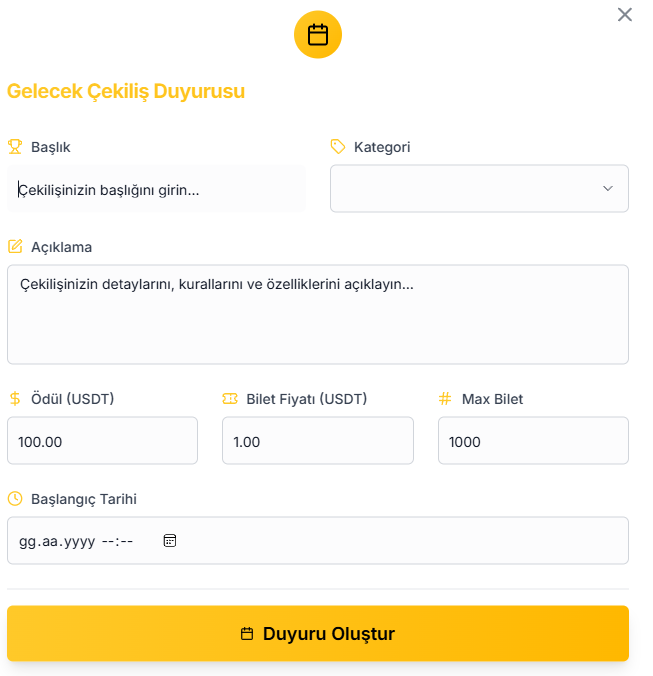 Gelecek Çekiliş Duyurusu
Başlık
Kategori
Çekilişinizin başlığını girin...
Açıklama
Çekilişinizin detaylarını, kurallarını ve özelliklerini açıklayın...
Ödül (USDT)
Bilet Fiyatı (USDT)
Max Bilet
100.00
1.00
1000
Başlangıç Tarihi
gg.aa.yyyy --:--
Duyuru Oluştur